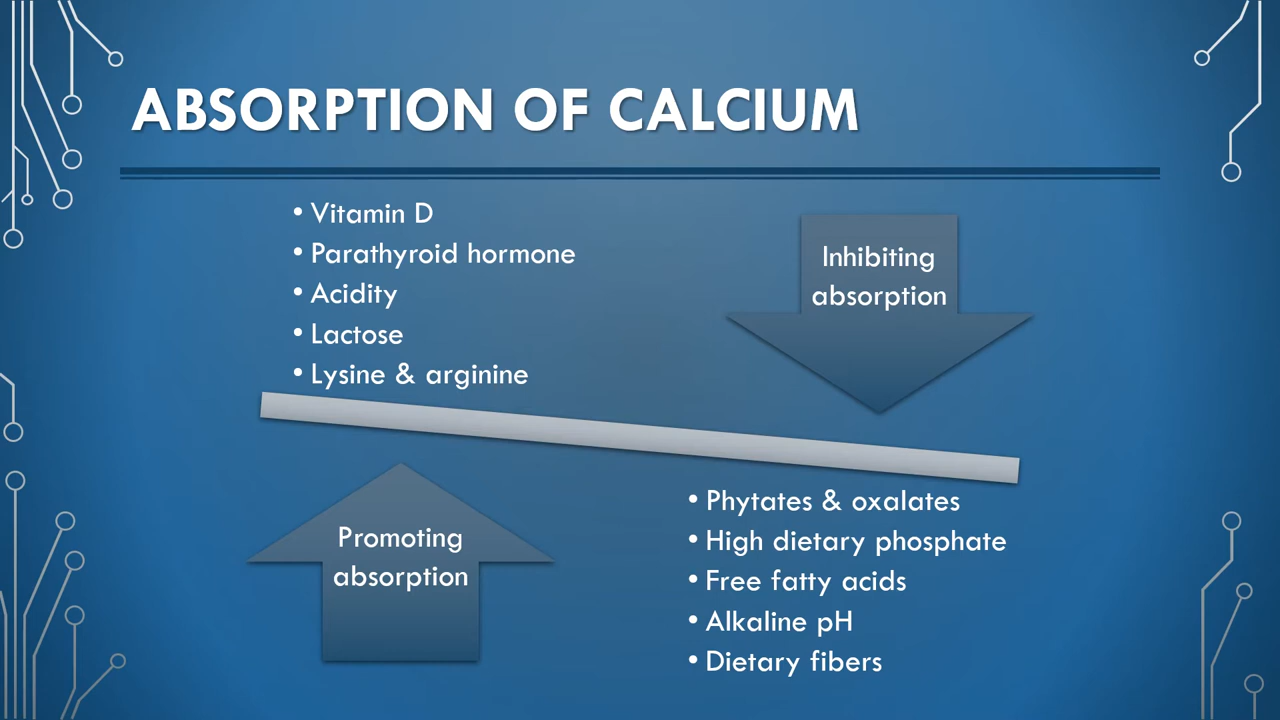 ABSORPTION OF CALCIUM
• Vitamin D
• Parathyroid hormone
• Acidity
• Lactose
• Lysine & arginine
Inhibiting
absorption
Promoting
absorption
• Phytates & oxalates
• High dietary phosphate
• Free fatty acids
• Alkaline pH
• Dietary fibers